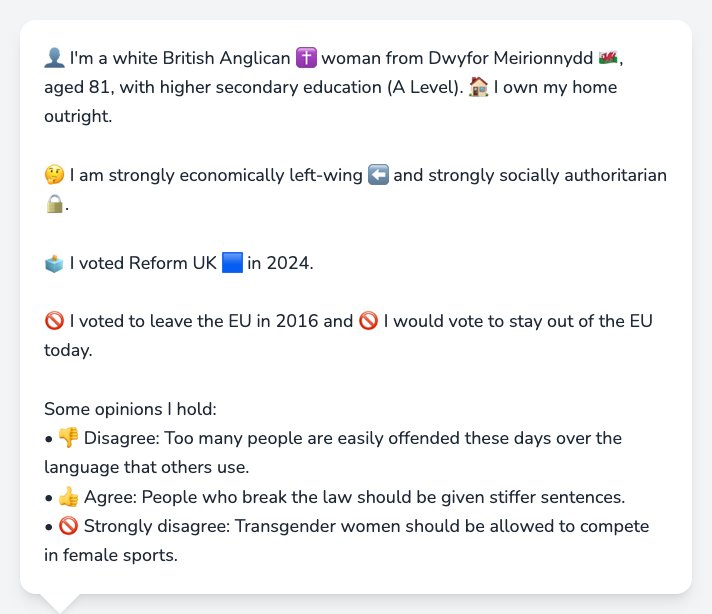 👤 I'm a white British Anglican ✝️ woman from Dwyfor Meirionnydd 🏴󠁧󠁢󠁷󠁬󠁳󠁿,
aged 81, with higher secondary education (A Level). 🏠 I own my home
outright.
🤔 I am strongly economically left-wing ⬅️ and strongly socially authoritarian
🔒.
🗳️ I voted Reform UK 🟦 in 2024.
🚫 I voted to leave the EU in 2016 and 🚫 I would vote to stay out of the EU
today.
Some opinions I hold:
• 👎 Disagree: Too many people are easily offended these days over the
language that others use.
• 👍 Agree: People who break the law should be given stiffer sentences.
• 🚫 Strongly disagree: Transgender women should be allowed to compete
in female sports.